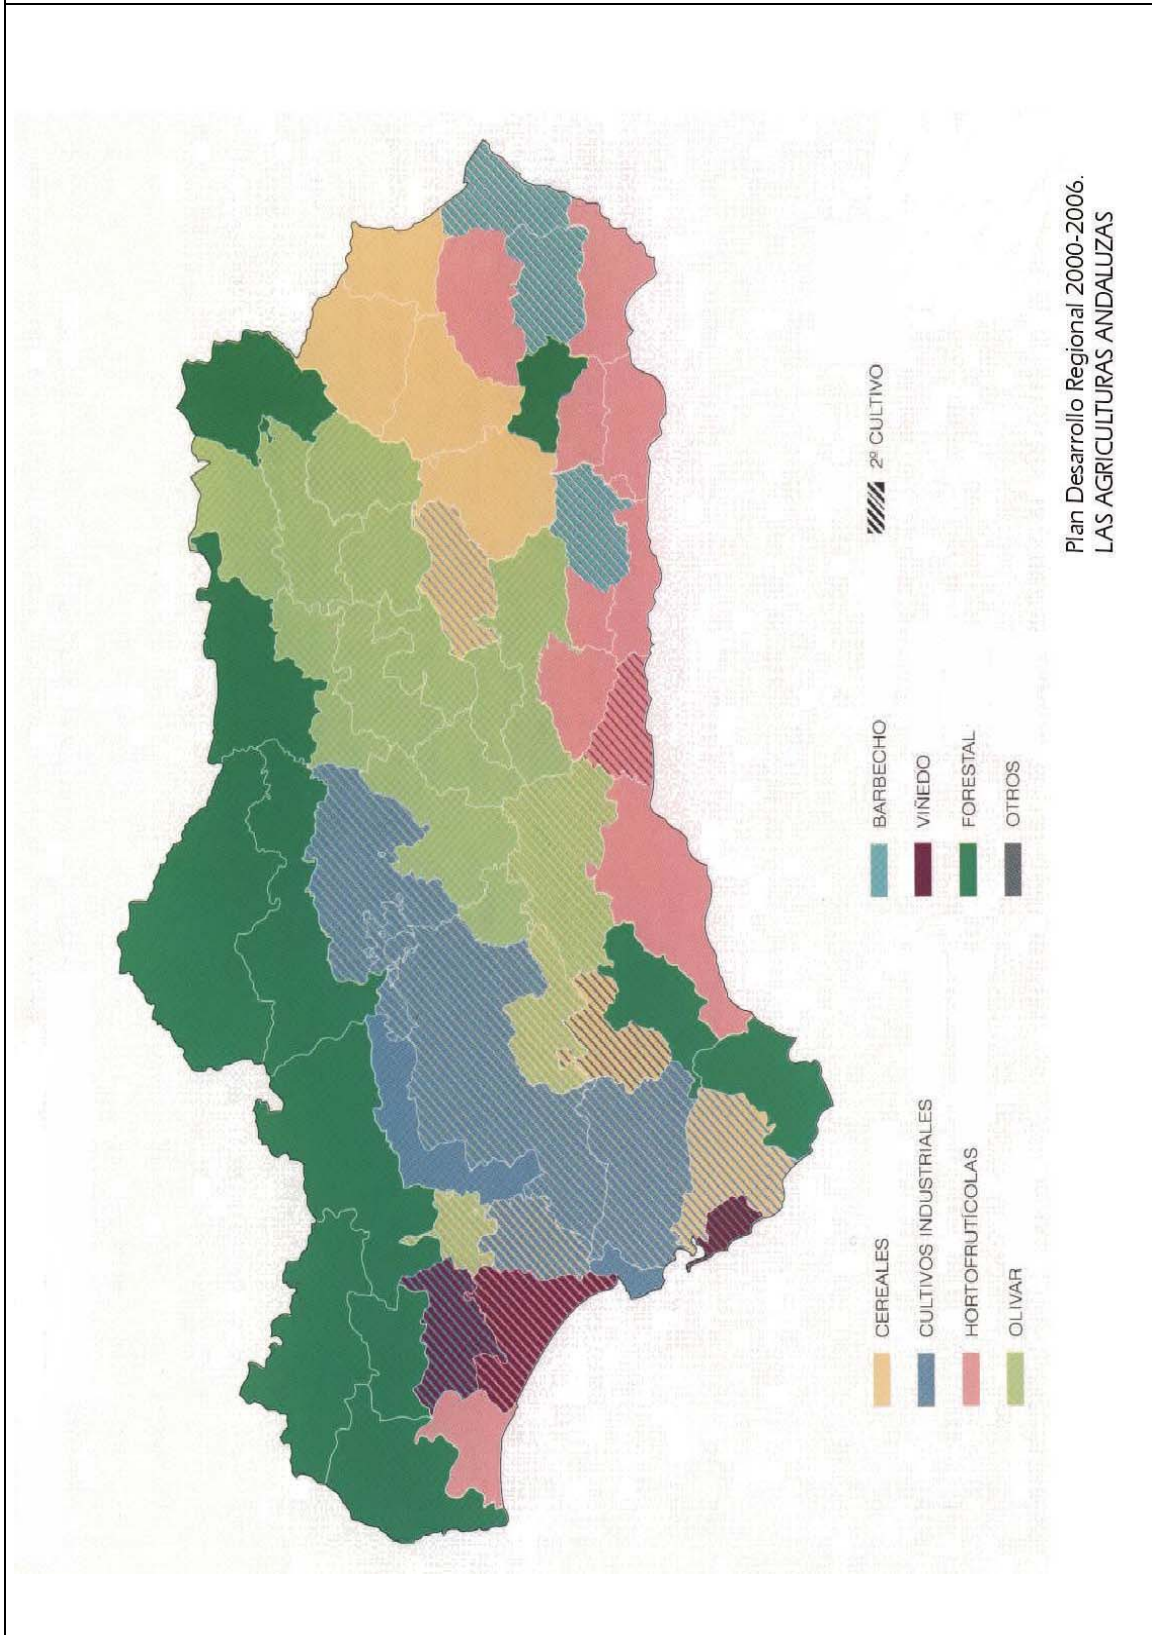 CEREALES
CULTIVOS INDUSTRIALES
HORTOFRUTÍCOLAS
OLIVAR
BARBECHO
VIÑEDO
FORESTAL
OTROS
2º CULTIVO
Plan Desarrollo Regional 2000-2006.
LAS AGRICULTURAS ANDALUZAS